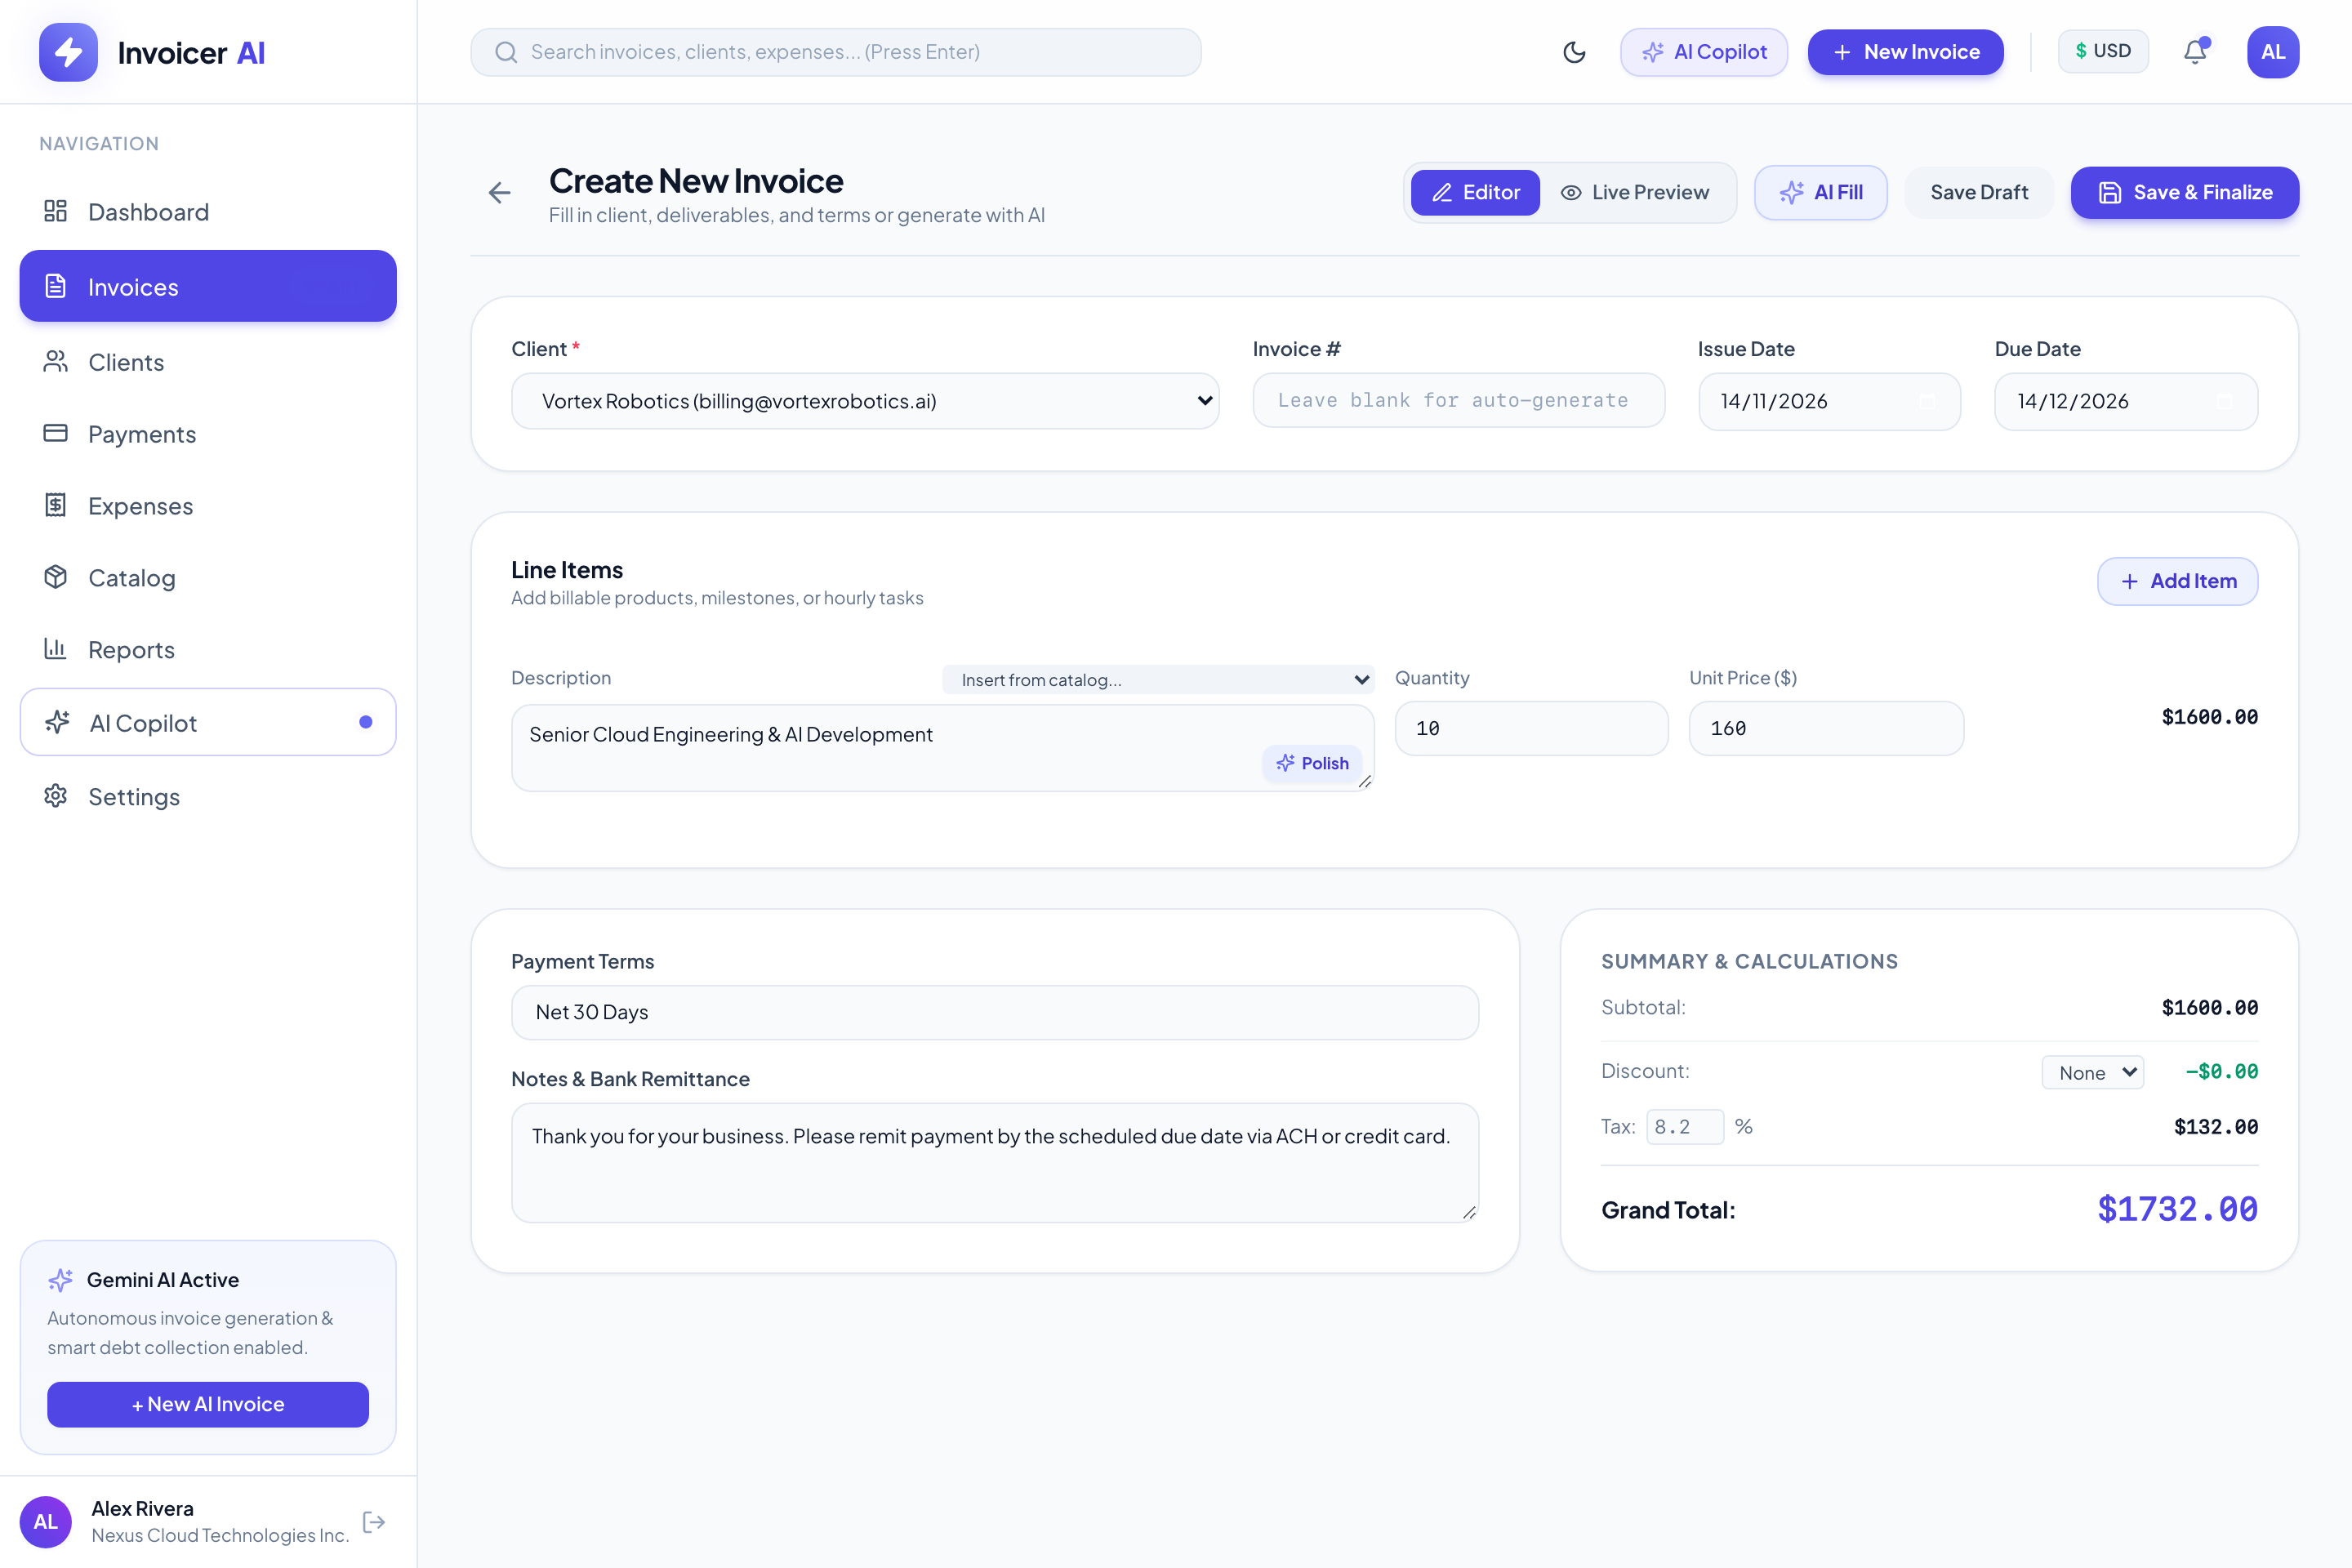 Invoicer AI
Search invoices, clients, expenses... (Press Enter)
AI Copilot
+ New Invoice
$ USD
AL
NAVIGATION
Dashboard
Invoices
Clients
Payments
Expenses
Catalog
Reports
AI Copilot
Settings
Gemini AI Active
Autonomous invoice generation &
smart debt collection enabled.
+ New AI Invoice
AL
Alex Rivera
Nexus Cloud Technologies Inc.
Create New Invoice
Fill in client, deliverables, and terms or generate with AI
Editor
Live Preview
AI Fill
Save Draft
Save & Finalize
Client *
Vortex Robotics (billing@vortexrobotics.ai)
Invoice #
Leave blank for auto-generate
Issue Date
14/11/2026
Due Date
14/12/2026
Line Items
Add billable products, milestones, or hourly tasks
+ Add Item
Description
Insert from catalog...
Senior Cloud Engineering & AI Development
Polish
Quantity
10
Unit Price ($)
160
$1600.00
Payment Terms
Net 30 Days
Notes & Bank Remittance
Thank you for your business. Please remit payment by the scheduled due date via ACH or credit card.
SUMMARY & CALCULATIONS
Subtotal: $1600.00
Discount: None -$0.00
Tax: 8.2 % $132.00
Grand Total: $1732.00